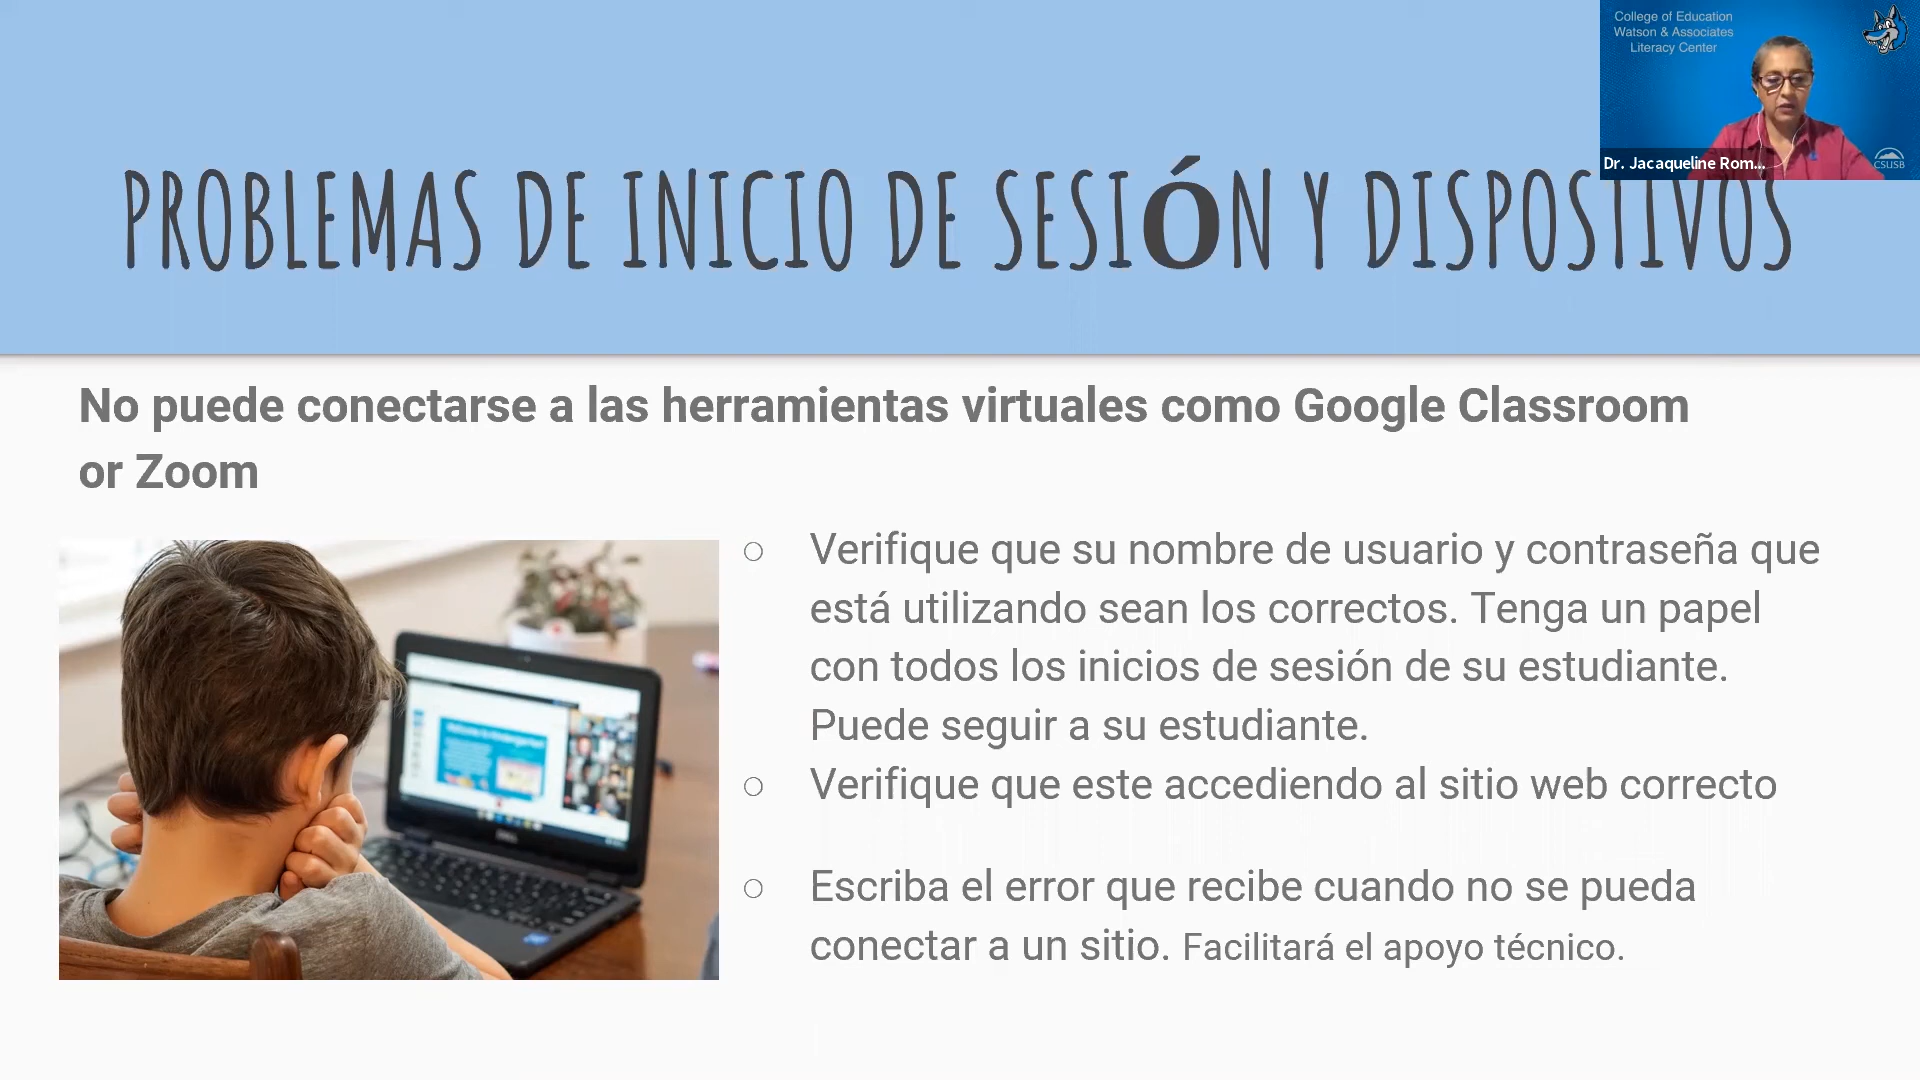 College of Education
Watson & Associates
Literacy Center
Dr. Jacaqueline Rom...
CSUSB
PROBLEMAS DE INICIO DE SESIÓN Y DISPOSTIVOS
No puede conectarse a las herramientas virtuales como Google Classroom
or Zoom
Verifique que su nombre de usuario y contraseña que
está utilizando sean los correctos. Tenga un papel
con todos los inicios de sesión de su estudiante.
Puede seguir a su estudiante.
Verifique que este accediendo al sitio web correcto
Escriba el error que recibe cuando no se pueda
conectar a un sitio. Facilitará el apoyo técnico.